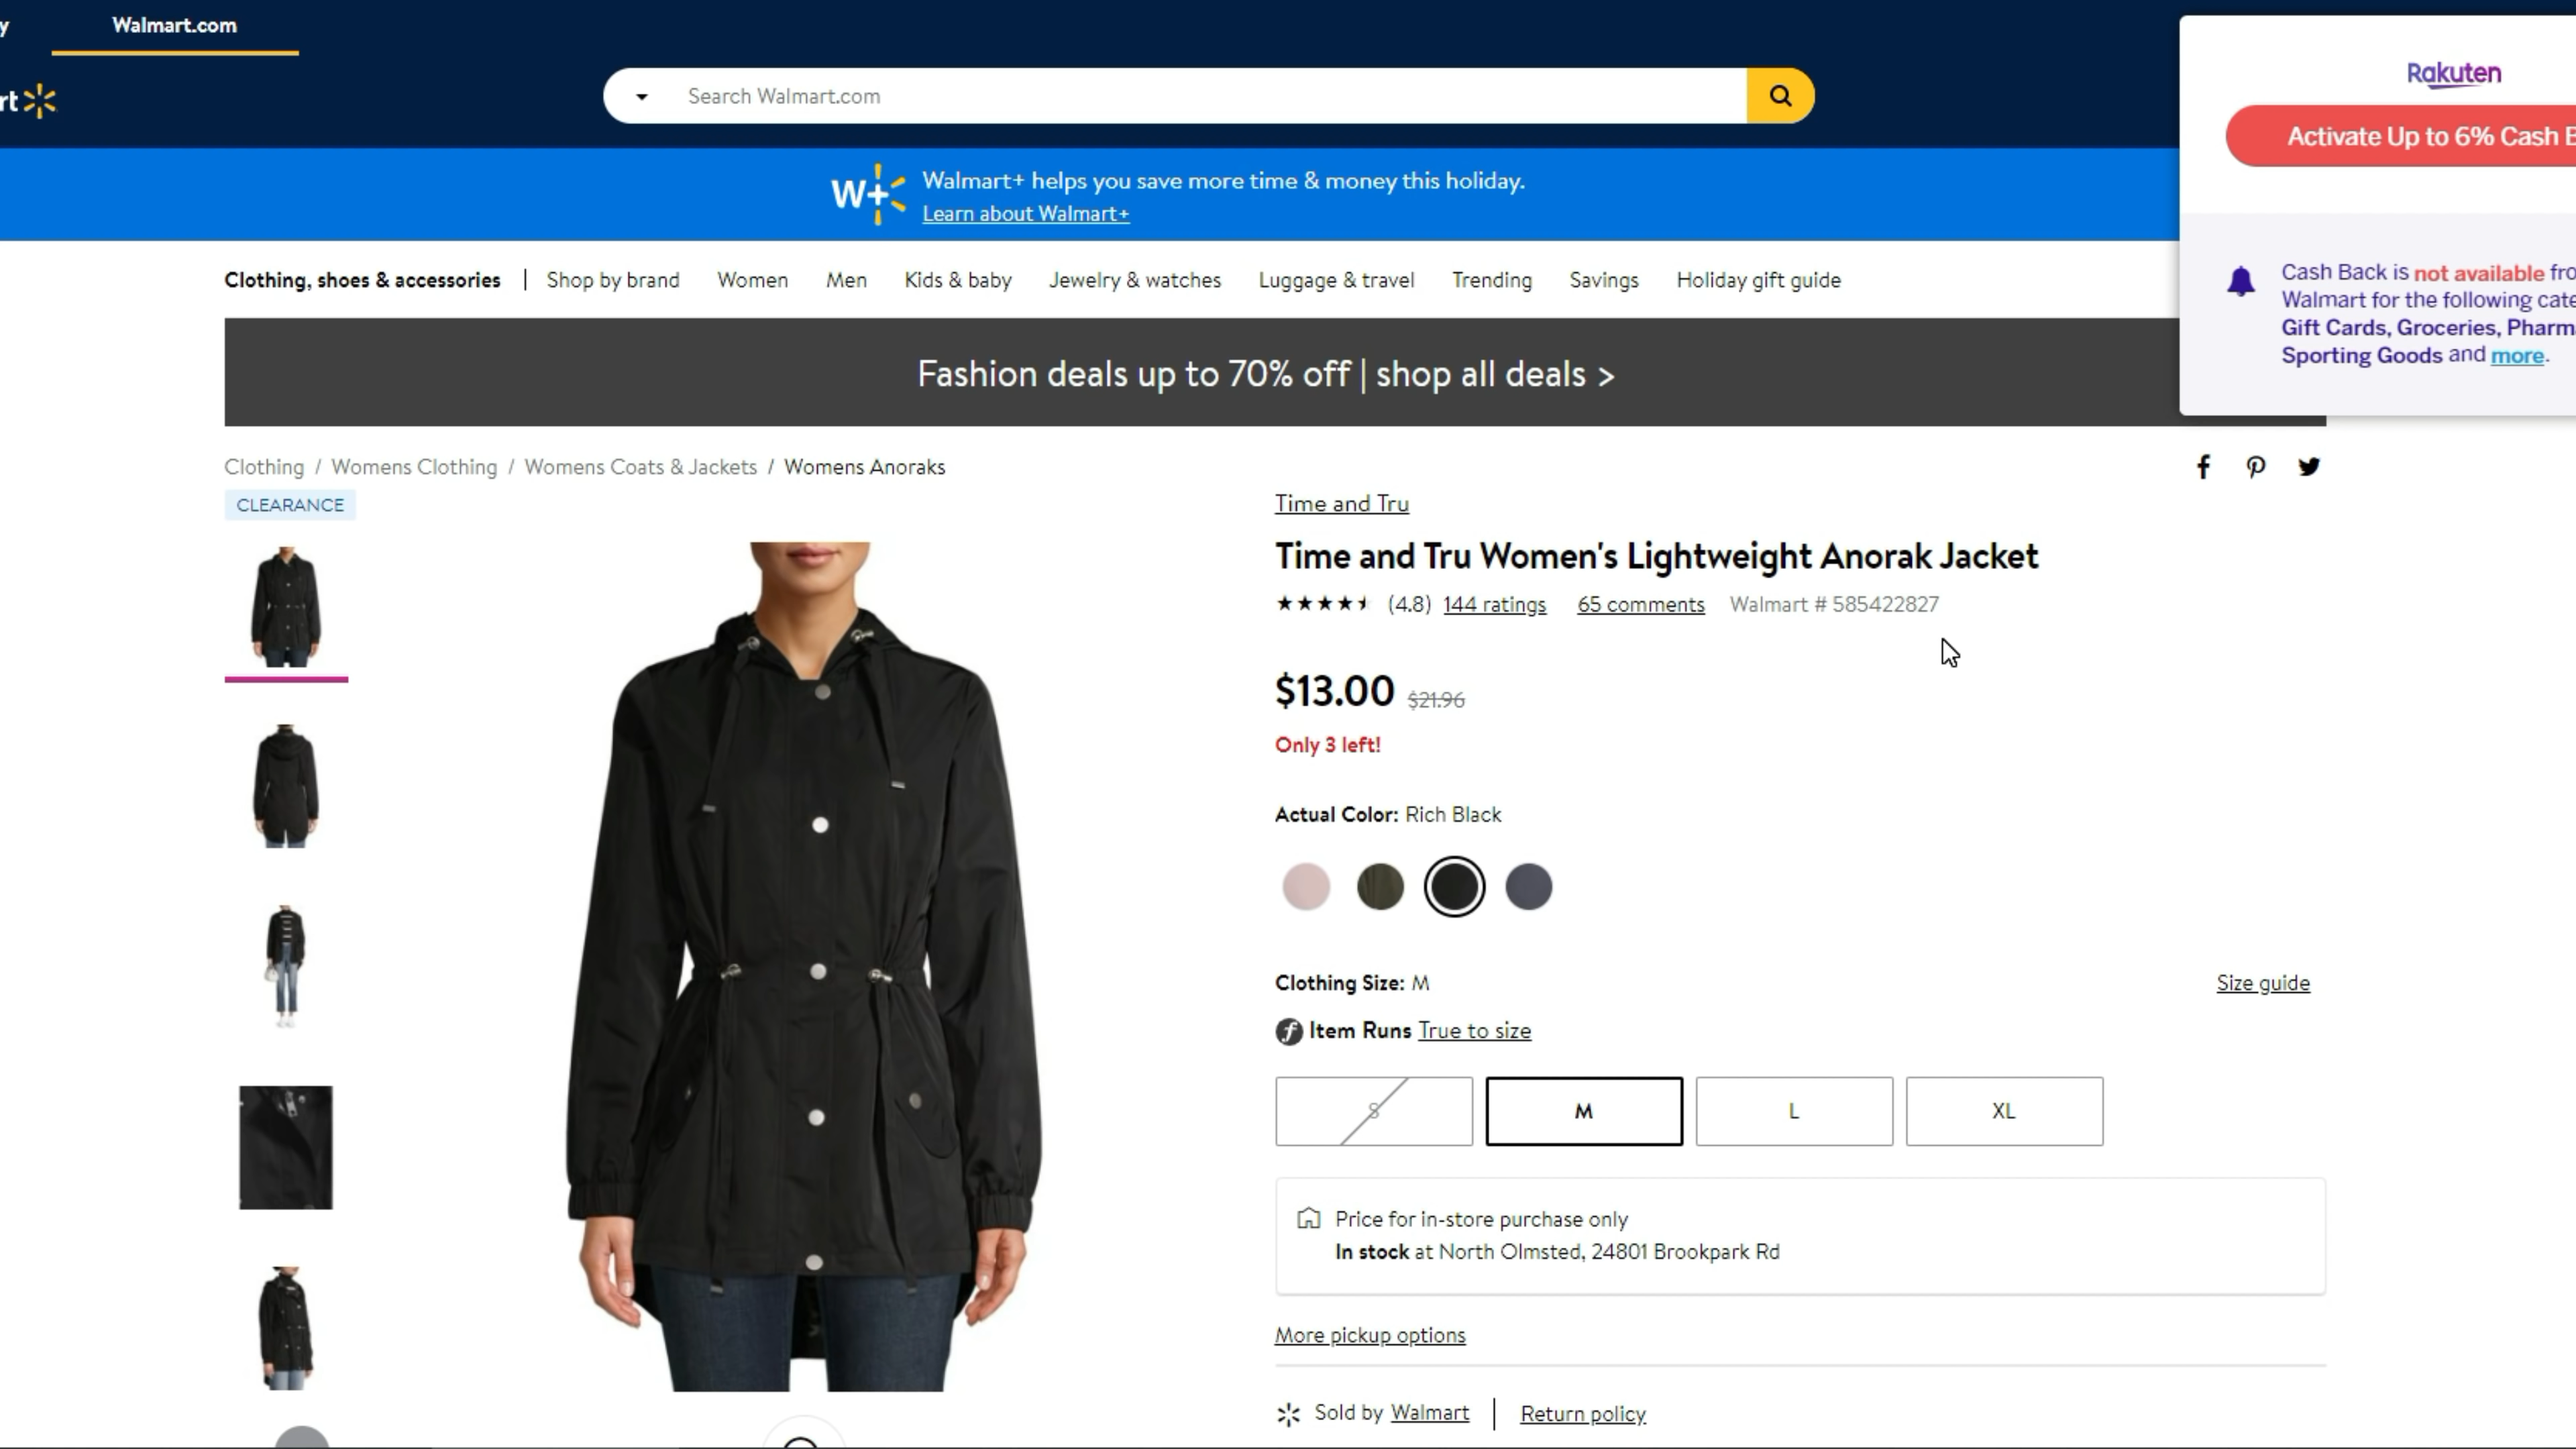 y
Walmart.com
rt
Search Walmart.com
Rakuten
Activate Up to 6% Cash B
W+
Walmart+ helps you save more time & money this holiday.
Learn about Walmart+
Cash Back is not available fro
Walmart for the following cate
Gift Cards, Groceries, Pharm
Sporting Goods and more.
Clothing, shoes & accessories | Shop by brand Women Men Kids & baby Jewelry & watches Luggage & travel Trending Savings Holiday gift guide
Fashion deals up to 70% off | shop all deals >
Clothing / Womens Clothing / Womens Coats & Jackets / Womens Anoraks
CLEARANCE
Time and Tru
Time and Tru Women's Lightweight Anorak Jacket
(4.8) 144 ratings 65 comments Walmart # 585422827
$13.00 $21.96
Only 3 left!
Actual Color: Rich Black
Clothing Size: M
Size guide
Item Runs True to size
S M L XL
Price for in-store purchase only
In stock at North Olmsted, 24801 Brookpark Rd
More pickup options
Sold by Walmart | Return policy